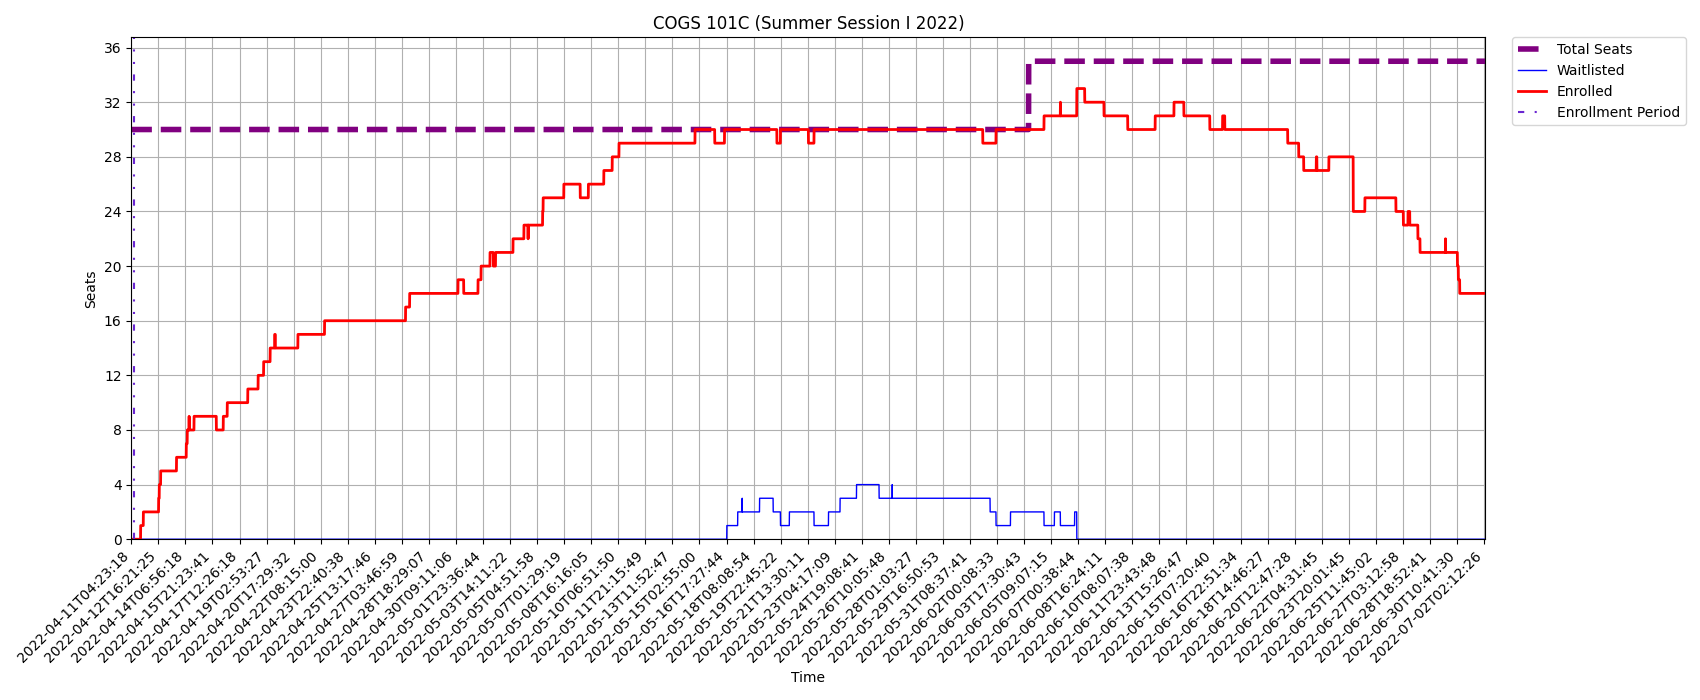 COGS 101C (Summer Session I 2022)
Total Seats
Waitlisted
Enrolled
Enrollment Period
36
32
28
24
20
16
12
8
4
0
Seats
2022-04-11T04:23:18
2022-04-12T16:21:25
2022-04-14T06:56:18
2022-04-15T21:23:41
2022-04-17T12:26:18
2022-04-19T02:53:27
2022-04-20T17:29:32
2022-04-22T08:15:00
2022-04-23T22:40:38
2022-04-25T13:17:46
2022-04-27T03:46:59
2022-04-28T18:29:07
2022-04-30T09:11:06
2022-05-01T23:36:44
2022-05-03T14:11:22
2022-05-05T04:51:58
2022-05-07T01:29:19
2022-05-08T16:16:05
2022-05-10T06:51:50
2022-05-11T21:15:49
2022-05-13T11:52:47
2022-05-15T02:55:00
2022-05-16T17:27:44
2022-05-18T08:08:54
2022-05-19T22:45:22
2022-05-21T13:30:11
2022-05-23T04:17:09
2022-05-24T19:08:41
2022-05-26T10:05:48
2022-05-28T01:03:27
2022-05-29T16:50:53
2022-05-31T08:37:41
2022-06-02T00:08:33
2022-06-03T17:30:43
2022-06-05T09:07:15
2022-06-07T00:38:44
2022-06-08T16:24:11
2022-06-10T08:07:38
2022-06-11T23:43:48
2022-06-13T15:26:47
2022-06-15T07:20:40
2022-06-16T22:51:34
2022-06-18T14:46:27
2022-06-20T12:47:28
2022-06-22T04:31:45
2022-06-23T20:01:45
2022-06-25T11:45:02
2022-06-27T03:12:58
2022-06-28T18:52:41
2022-06-30T10:41:30
2022-07-02T02:12:26
Time